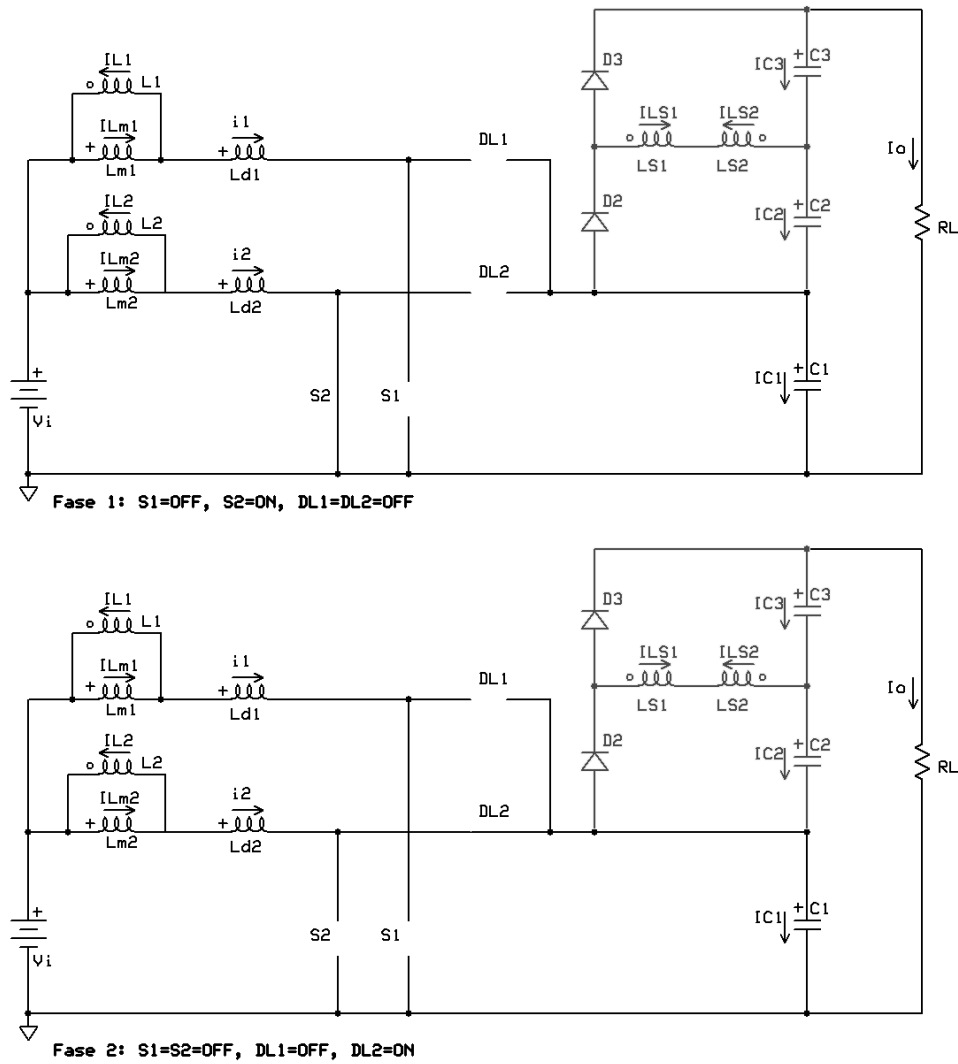 IL1
L1
D3
IC3
+
C3
ILm1
i1
ILS1
ILS2
DL1
Io
+
Lm1
+
Ld1
LS1
LS2
IL2
L2
D2
IC2
+
C2
RL
ILm2
i2
DL2
+
Lm2
+
Ld2
+
Vi
S2
S1
IC1
+
C1
Fase 1: S1=OFF, S2=ON, DL1=DL2=OFF
IL1
L1
D3
IC3
+
C3
ILm1
i1
ILS1
ILS2
DL1
Io
+
Lm1
+
Ld1
LS1
LS2
IL2
L2
D2
IC2
+
C2
RL
ILm2
i2
DL2
+
Lm2
+
Ld2
+
Vi
S2
S1
IC1
+
C1
Fase 2: S1=S2=OFF, DL1=OFF, DL2=ON